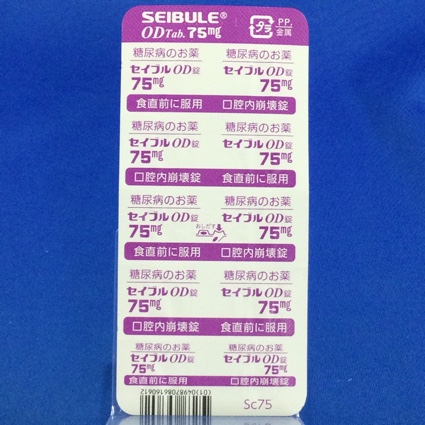 SEIBULE®
OD Tab. 75mg
プラ PP,
金属
糖尿病のお薬 糖尿病のお薬
セイブルOD錠 セイブルOD錠
75mg 75mg
食直前に服用 口腔内崩壊錠
糖尿病のお薬 糖尿病のお薬
セイブルOD錠 セイブルOD錠
75mg 75mg
口腔内崩壊錠 食直前に服用
糖尿病のお薬 糖尿病のお薬
セイブルOD錠 セイブルOD錠
75mg おしだす 75mg
食直前に服用 口腔内崩壊錠
糖尿病のお薬 糖尿病のお薬
セイブルOD錠 セイブルOD錠
75mg 75mg
口腔内崩壊錠 食直前に服用
糖尿病のお薬 糖尿病のお薬
セイブルOD錠 セイブルOD錠
75mg 75mg
食直前に服用 口腔内崩壊錠
(01)04987086160612
Sc75